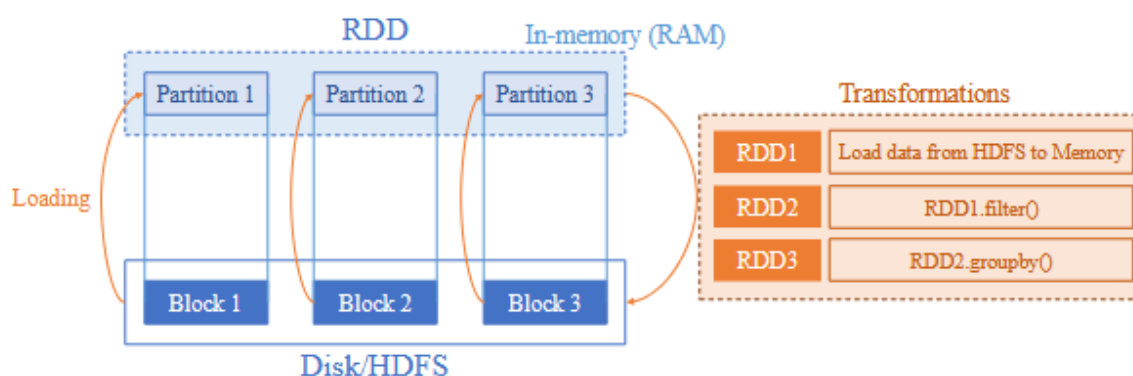 RDD
In-memory (RAM)
Partition 1
Partition 2
Partition 3
Loading
Block 1
Block 2
Block 3
Disk/HDFS
Transformations
RDD1
Load data from HDFS to Memory
RDD2
RDD1.filter()
RDD3
RDD2.groupby()